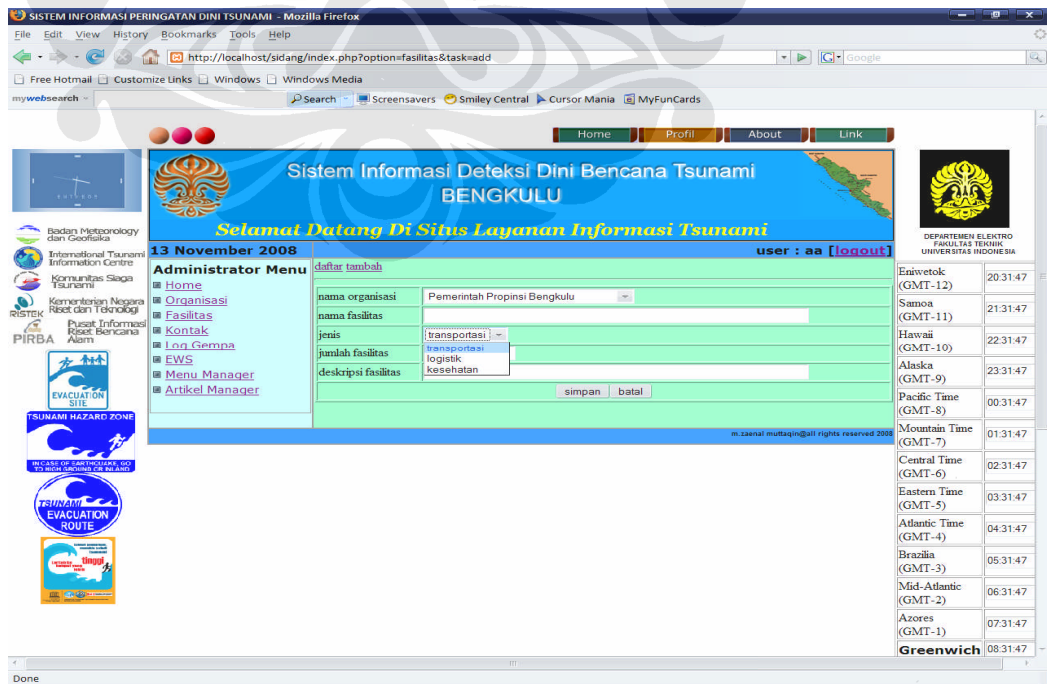 SISTEM INFORMASI PERINGATAN DINI TSUNAMI - Mozilla Firefox
File Edit View History Bookmarks Tools Help
http://localhost/sidang/index.php?option=fasilitas&task=add
G Google
Free Hotmail Customize Links Windows Windows Media
mywebsearch Search Screensavers Smiley Central Cursor Mania MyFunCards
Home Profil About Link
Sistem Informasi Deteksi Dini Bencana Tsunami
BENGKULU
Selamat Datang Di Situs Layanan Informasi Tsunami
13 November 2008
user : aa [logout]
Badan Meteorology
dan Geofisika
International Tsunami
Information Centre
Komunitas Siaga
Tsunami
RISTEK
Kementerian Negara
Riset dan Teknologi
PIRBA
Pusat Informasi
Riset Bencana
Alam
EVACUATION
SITE
TSUNAMI HAZARD ZONE
IN CASE OF EARTHQUAKE, GO
TO HIGH GROUND OR INLAND
TSUNAMI
EVACUATION
ROUTE
tinggi
Administrator Menu
Home
Organisasi
Fasilitas
Kontak
Log Gempa
EWS
Menu Manager
Artikel Manager
daftar tambah
nama organisasi Pemerintah Propinsi Bengkulu
nama fasilitas
jenis transportasi
transportasi
logistik
kesehatan
jumlah fasilitas
deskripsi fasilitas
simpan batal
m.zaenal muttaqin@all rights reserved 2008
DEPARTEMEN ELEKTRO
FAKULTAS TEKNIK
UNIVERSITAS INDONESIA
Eniwetok
(GMT-12) 20:31:47
Samoa
(GMT-11) 21:31:47
Hawaii
(GMT-10) 22:31:47
Alaska
(GMT-9) 23:31:47
Pacific Time
(GMT-8) 00:31:47
Mountain Time
(GMT-7) 01:31:47
Central Time
(GMT-6) 02:31:47
Eastern Time
(GMT-5) 03:31:47
Atlantic Time
(GMT-4) 04:31:47
Brazilia
(GMT-3) 05:31:47
Mid-Atlantic
(GMT-2) 06:31:47
Azores
(GMT-1) 07:31:47
Greenwich 08:31:47
Done